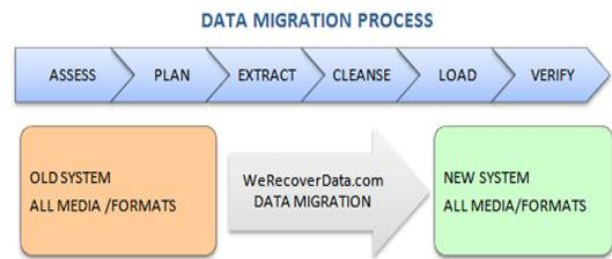 DATA MIGRATION PROCESS
ASSESS PLAN EXTRACT CLEANSE LOAD VERIFY
OLD SYSTEM
ALL MEDIA /FORMATS
WeRecoverData.com
DATA MIGRATION
NEW SYSTEM
ALL MEDIA/FORMATS